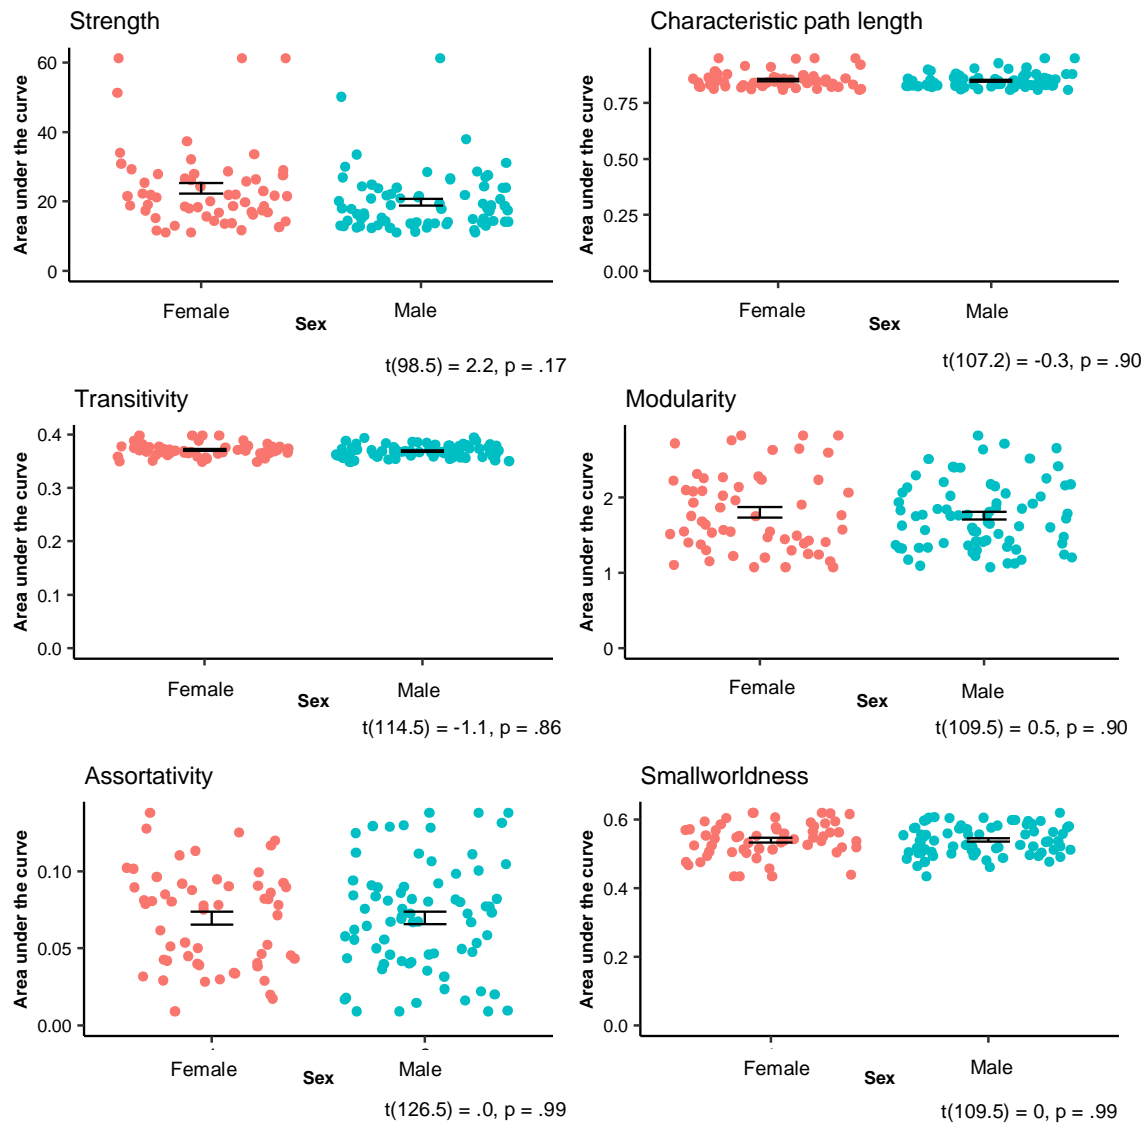 Strength
Area under the curve
60
40
20
0
Female
Male
Sex
t(98.5) = 2.2, p = .17
Characteristic path length
Area under the curve
0.75
0.50
0.25
0.00
Female
Male
Sex
t(107.2) = -0.3, p = .90
Transitivity
Area under the curve
0.4
0.3
0.2
0.1
0.0
Female
Male
Sex
t(114.5) = -1.1, p = .86
Modularity
Area under the curve
2
1
0
Female
Male
Sex
t(109.5) = 0.5, p = .90
Assortativity
Area under the curve
0.10
0.05
0.00
Female
Male
Sex
t(126.5) = .0, p = .99
Smallworldness
Area under the curve
0.6
0.4
0.2
0.0
Female
Male
Sex
t(109.5) = 0, p = .99